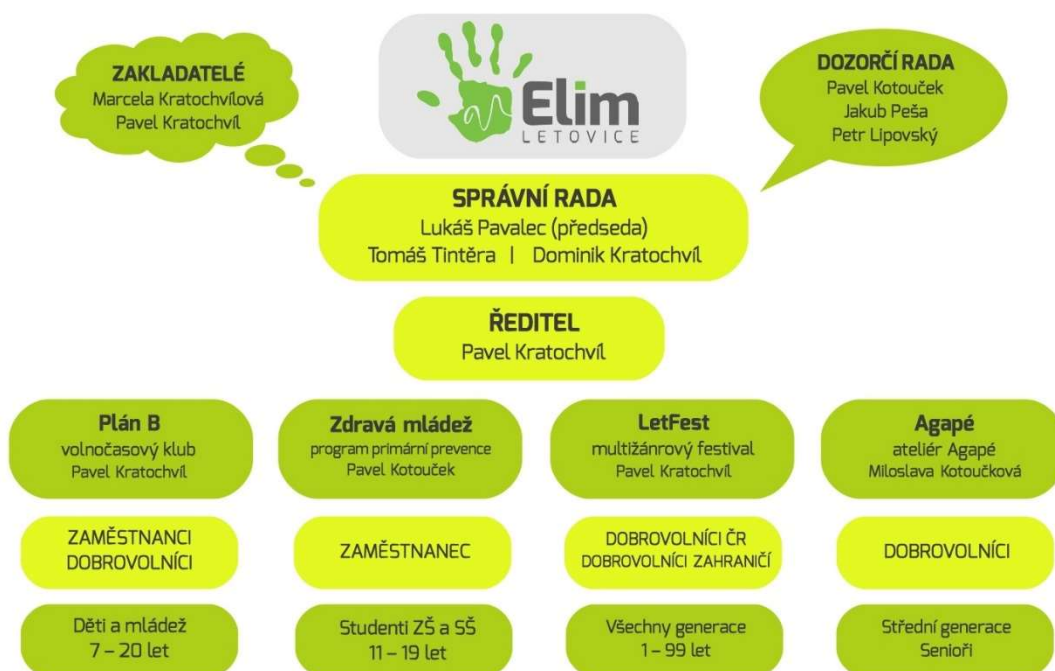 ZAKLADATELÉ
Marcela Kratochvílová
Pavel Kratochvíl
Elim
LETOVICE
DOZORČÍ RADA
Pavel Kotouček
Jakub Peša
Petr Lipovský
SPRÁVNÍ RADA
Lukáš Pavalec (předseda)
Tomáš Tintěra | Dominik Kratochvíl
ŘEDITEL
Pavel Kratochvíl
Plán B
volnočasový klub
Pavel Kratochvíl
Zdravá mládež
program primární prevence
Pavel Kotouček
LetFest
multižánrový festival
Pavel Kratochvíl
Agapé
ateliér Agapé
Miloslava Kotoučková
ZAMĚSTNANCI
DOBROVOLNÍCI
ZAMĚSTNANEC
DOBROVOLNÍCI ČR
DOBROVOLNÍCI ZAHRANIČÍ
DOBROVOLNÍCI
Děti a mládež
7 – 20 let
Studenti ZŠ a SŠ
11 – 19 let
Všechny generace
1 – 99 let
Střední generace
Senioři